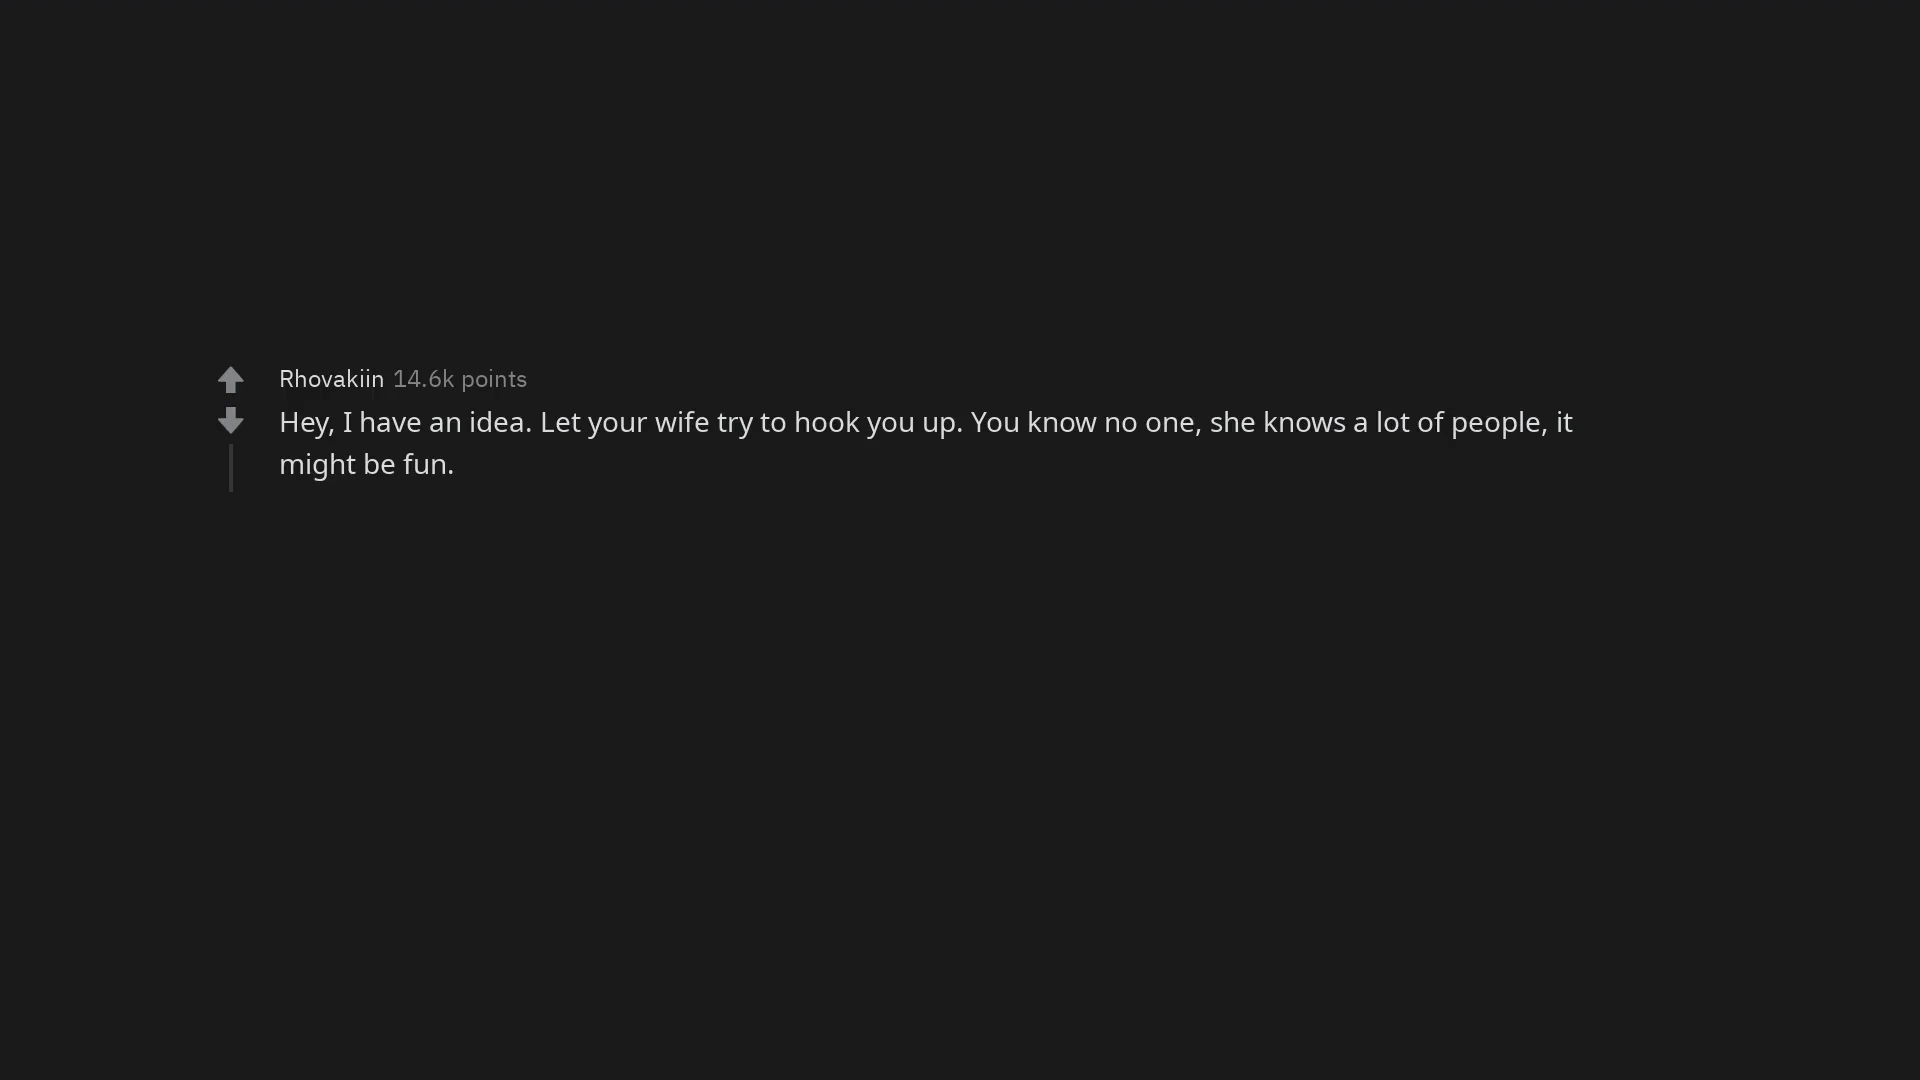 Rhovakiin 14.6k points
Hey, I have an idea. Let your wife try to hook you up. You know no one, she knows a lot of people, it
might be fun.